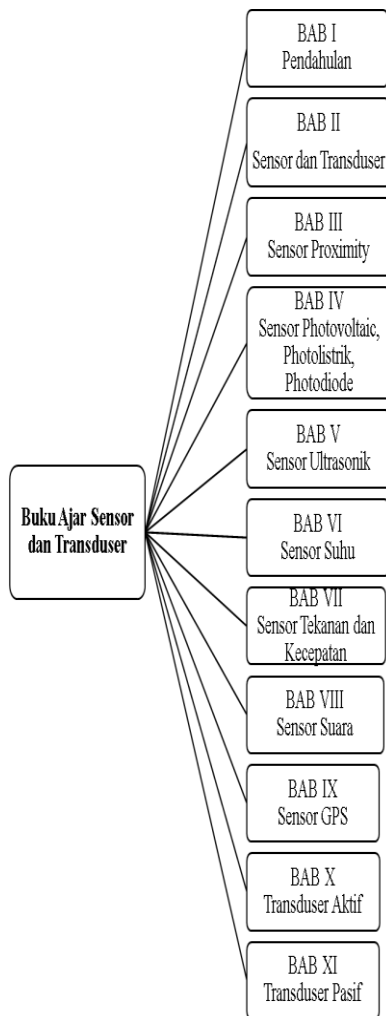 BAB I
Pendahulan
BAB II
Sensor dan Transduser
BAB III
Sensor Proximity
BAB IV
Sensor Photovoltaic,
Photolistrik,
Photodiode
BAB V
Sensor Ultrasonik
Buku Ajar Sensor
dan Transduser
BAB VI
Sensor Suhu
BAB VII
Sensor Tekanan dan
Kecepatan
BAB VIII
Sensor Suara
BAB IX
Sensor GPS
BAB X
Transduser Aktif
BAB XI
Transduser Pasif